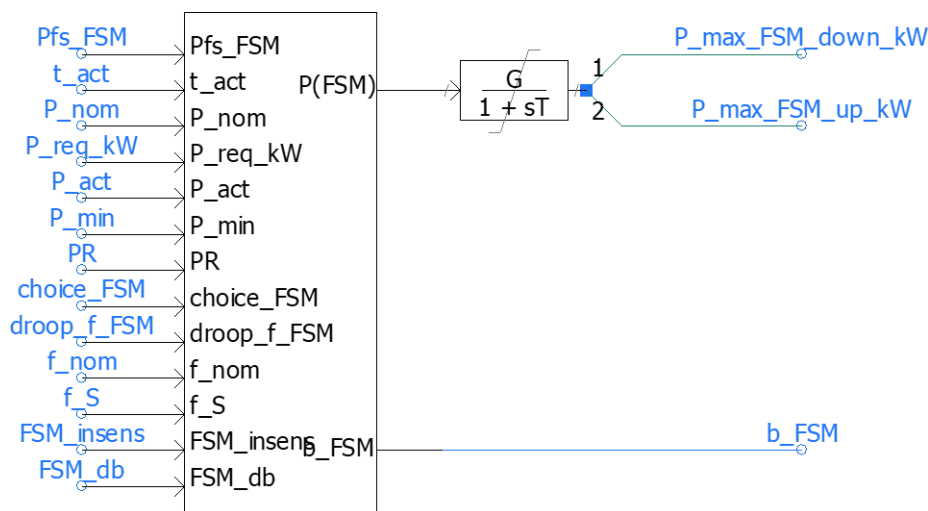 Pfs_FSM
Pfs_FSM
P_max_FSM_down_kW
t_act
t_act
P(FSM)
G
1 + sT
1
2
P_nom
P_nom
P_max_FSM_up_kW
P_req_kW
P_req_kW
P_act
P_act
P_min
P_min
PR
PR
choice_FSM
choice_FSM
droop_f_FSM
droop_f_FSM
f_nom
f_nom
f_S
f_S
FSM_insens
FSM_insens
b_FSM
b_FSM
FSM_db
FSM_db